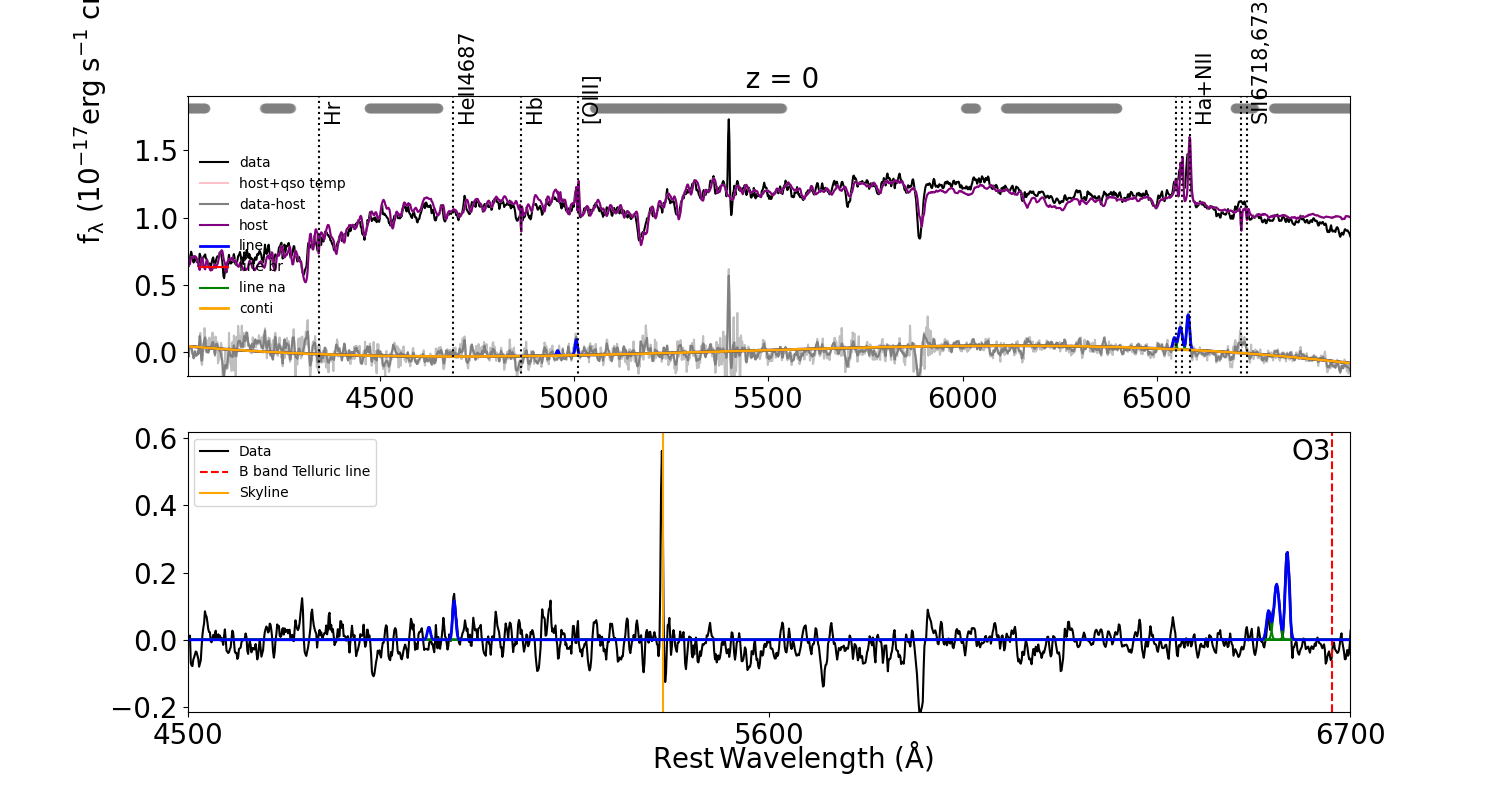 z = 0
f_λ (10^−17 erg s^−1 c
Hr
HeII4687
Hb
[OIII]
Ha+NII
SII6718,673
1.5
1.0
0.5
0.0
data
host+qso temp
data-host
host
line
line br
line na
conti
4500 5000 5500 6000 6500
0.6
0.4
0.2
0.0
−0.2
Data
B band Telluric line
Skyline
O3
4500 5600 6700
Rest Wavelength (Å)